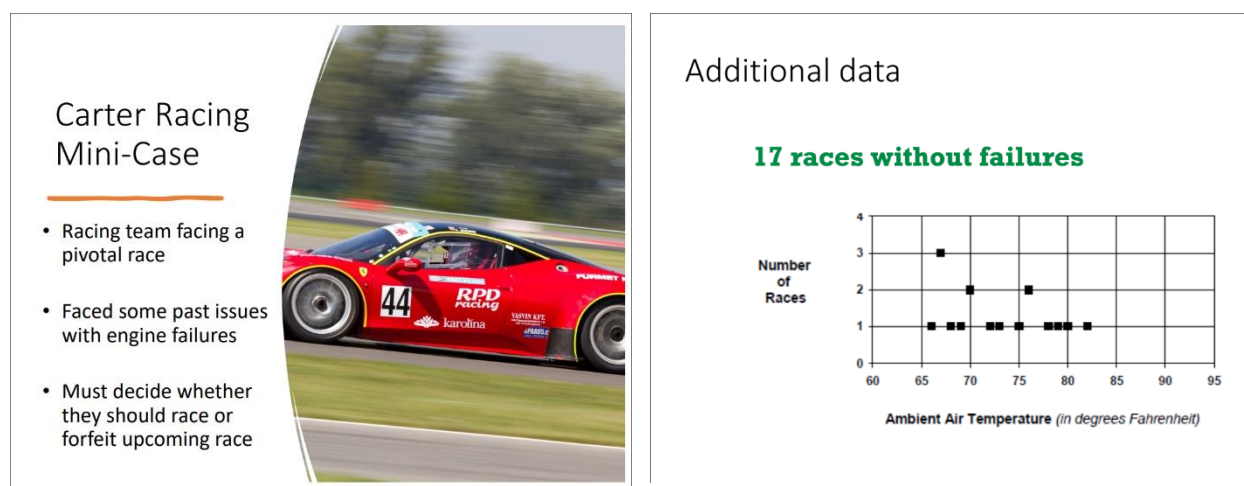 Carter Racing
Mini-Case
• Racing team facing a
pivotal race
• Faced some past issues
with engine failures
• Must decide whether
they should race or
forfeit upcoming race
44
RPD
racing
karolina
YASVIN KFT.
FURMET
Additional data
17 races without failures
Number
of
Races
4
3
2
1
0
60 65 70 75 80 85 90 95
Ambient Air Temperature (in degrees Fahrenheit)